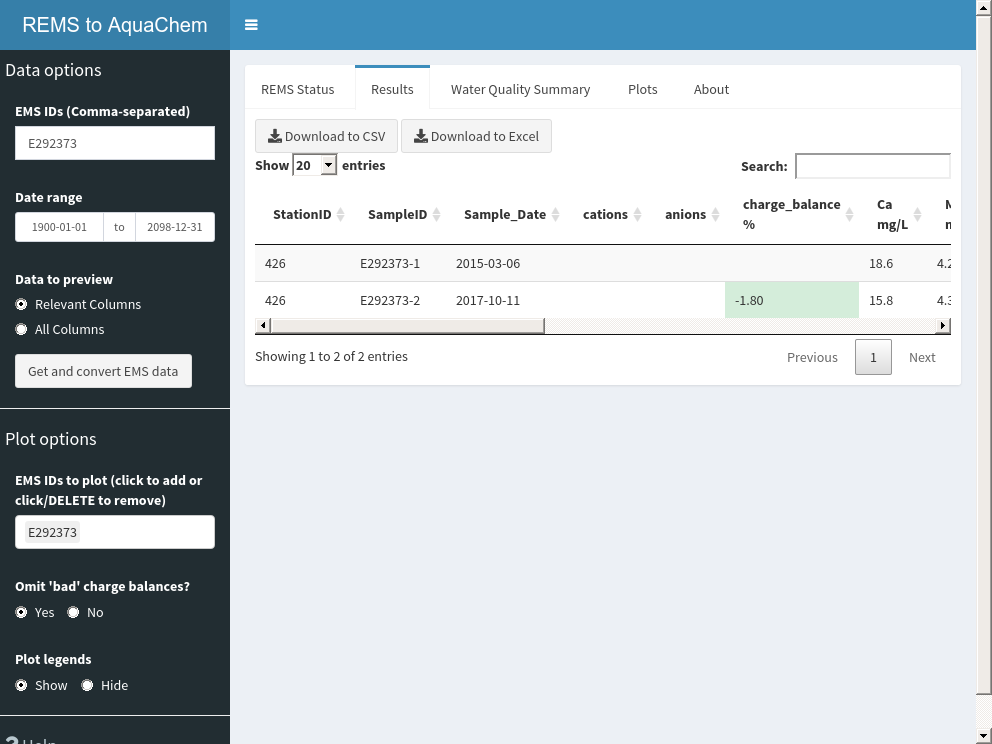 REMS to AquaChem
Data options
EMS IDs (Comma-separated)
E292373
Date range
1900-01-01 to 2098-12-31
Data to preview
Relevant Columns
All Columns
Get and convert EMS data
Plot options
EMS IDs to plot (click to add or
click/DELETE to remove)
E292373
Omit 'bad' charge balances?
Yes No
Plot legends
Show Hide
REMS Status Results Water Quality Summary Plots About
Download to CSV Download to Excel
Show 20 entries Search:
StationID SampleID Sample_Date cations anions charge_balance % Ca mg/L
426 E292373-1 2015-03-06 18.6
426 E292373-2 2017-10-11 -1.80 15.8
Showing 1 to 2 of 2 entries Previous 1 Next